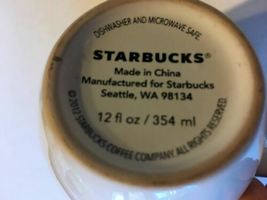 DISHWASHER AND MICROWAVE SAFE
STARBUCKS®
Made in China
Manufactured for Starbucks
Seattle, WA 98134
12 fl oz / 354 ml
© 2012 STARBUCKS COFFEE COMPANY. ALL RIGHTS RESERVED.